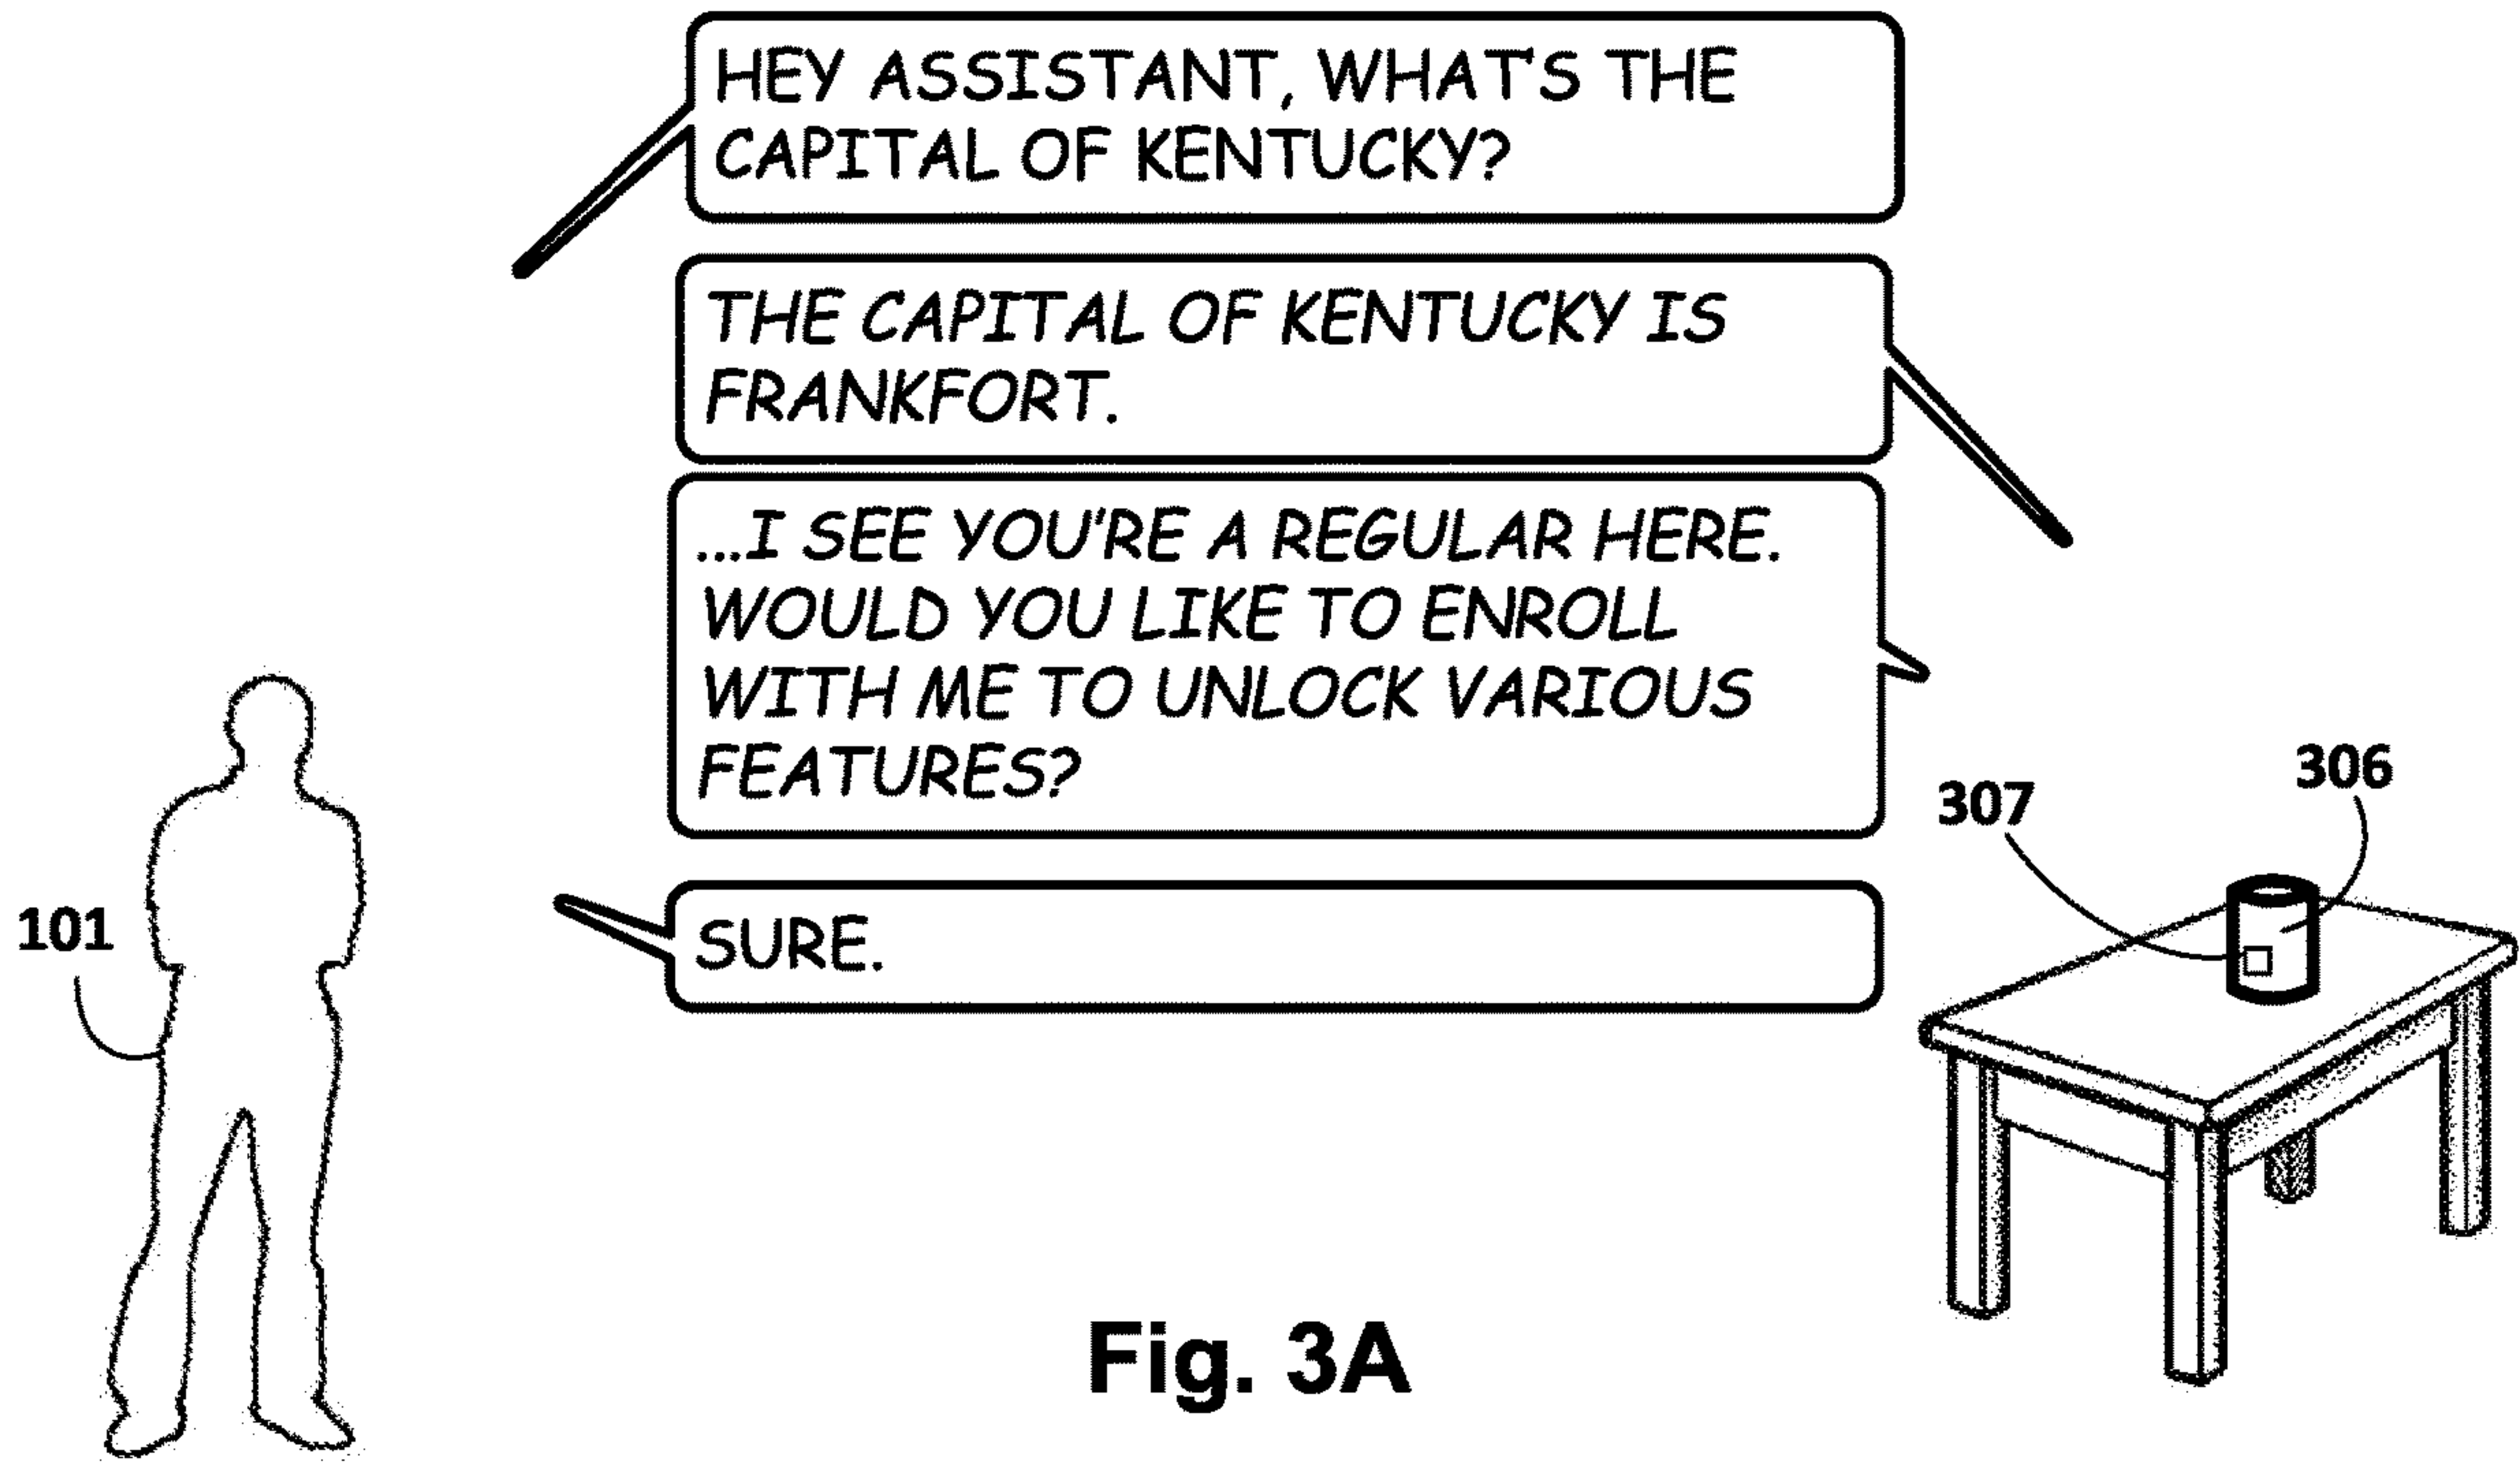 HEY ASSISTANT, WHAT'S THE
CAPITAL OF KENTUCKY?
THE CAPITAL OF KENTUCKY IS
FRANKFORT.
...I SEE YOU'RE A REGULAR HERE.
WOULD YOU LIKE TO ENROLL
WITH ME TO UNLOCK VARIOUS
FEATURES?
SURE.
101
307
306
Fig. 3A